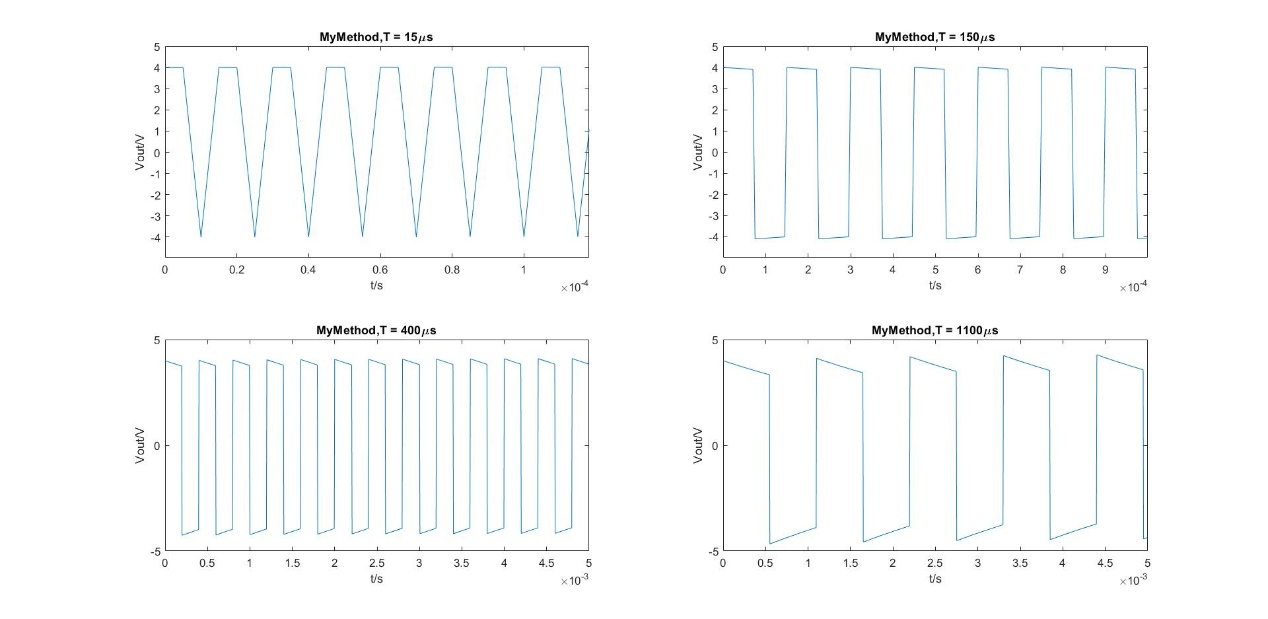 MyMethod,T = 15μs
5
4
3
2
1
0
-1
-2
-3
-4
Vout/V
0 0.2 0.4 0.6 0.8 1
t/s
×10-4
MyMethod,T = 150μs
5
4
3
2
1
0
-1
-2
-3
-4
Vout/V
0 1 2 3 4 5 6 7 8 9
t/s
×10-4
MyMethod,T = 400μs
5
0
-5
Vout/V
0 0.5 1 1.5 2 2.5 3 3.5 4 4.5 5
t/s
×10-3
MyMethod,T = 1100μs
5
0
-5
Vout/V
0 0.5 1 1.5 2 2.5 3 3.5 4 4.5 5
t/s
×10-3